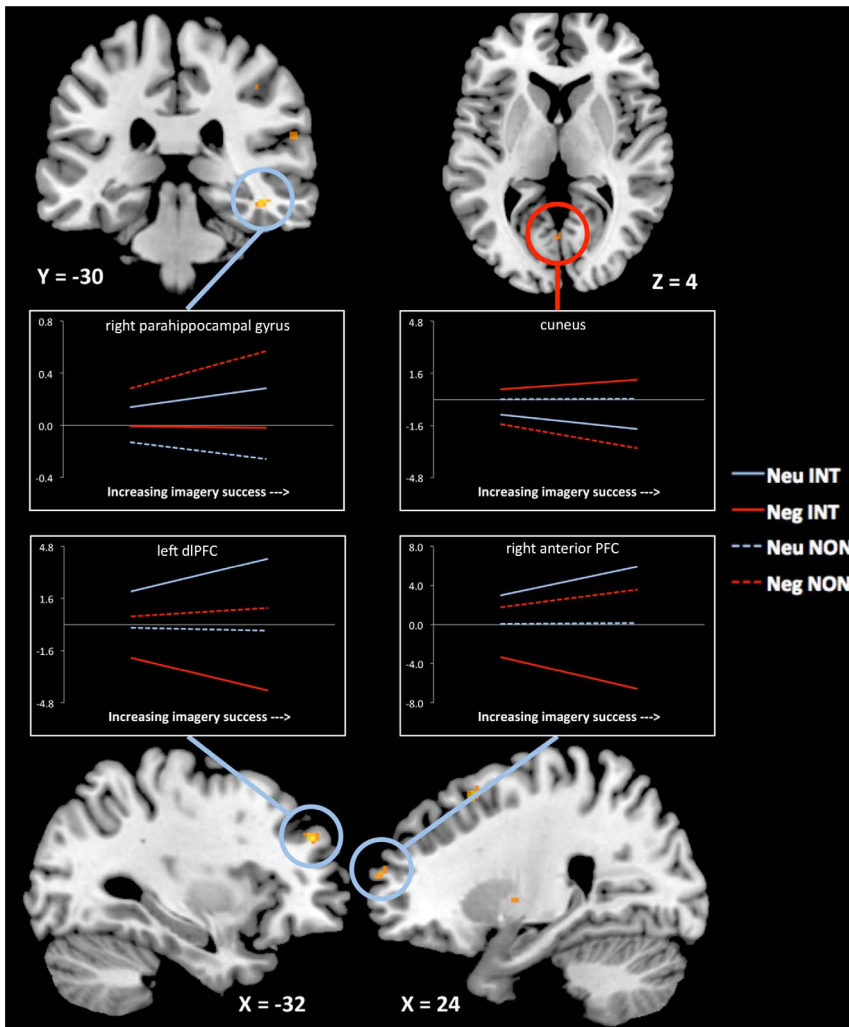 Y = -30
Z = 4
right parahippocampal gyrus
0.8
0.4
0.0
-0.4
Increasing imagery success --->
cuneus
4.8
1.6
-1.6
-4.8
Increasing imagery success --->
Neu INT
Neg INT
Neu NON
Neg NON
left dlPFC
4.8
1.6
-1.6
-4.8
Increasing imagery success --->
right anterior PFC
8.0
4.0
0.0
-4.0
-8.0
Increasing imagery success --->
X = -32
X = 24